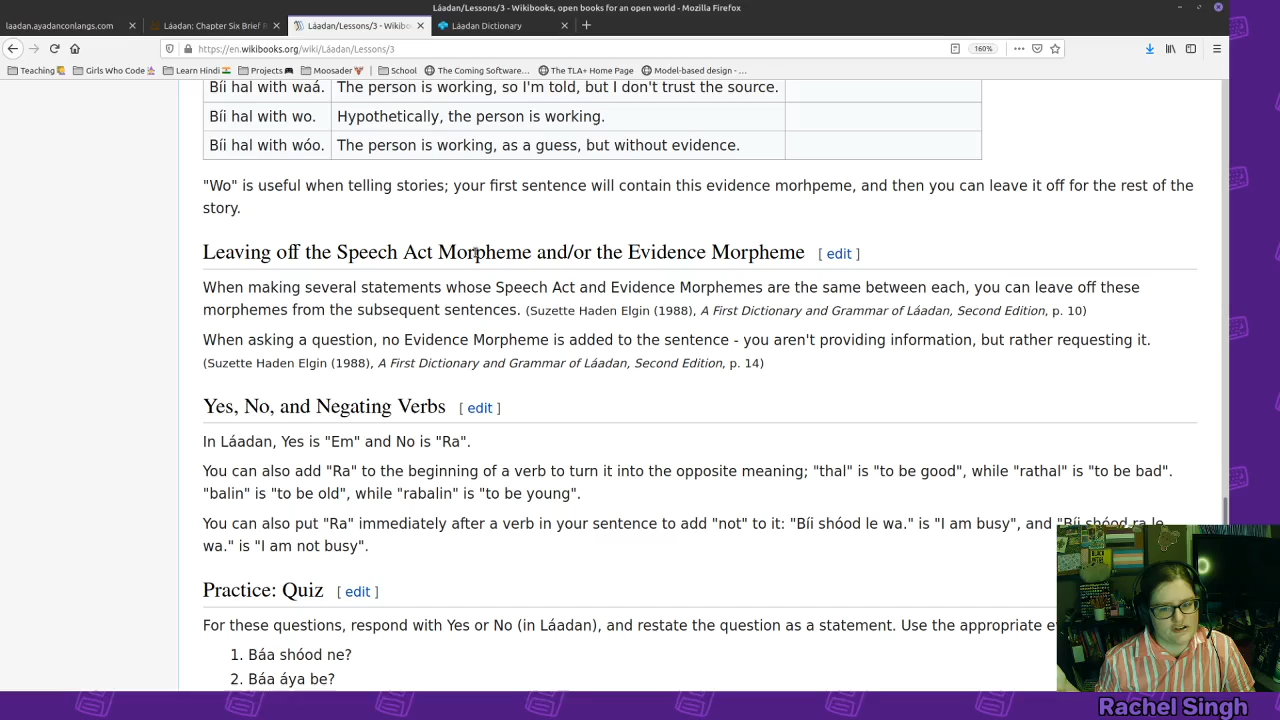 Láadan/Lessons/3 - Wikibooks, open books for an open world - Mozilla Firefox
laadan.ayadanconlangs.com
Láadan; Chapter Six Brief R
Láadan/Lessons/3 - Wikibo
Láadan Dictionary
https://en.wikibooks.org/wiki/Láadan/Lessons/3
160%
Teaching
Girls Who Code
Learn Hindi
Projects
Moosader
School
The Coming Software...
The TLA+ Home Page
Model-based design - ...
Bíi hal with waá. The person is working, so I'm told, but I don't trust the source.
Bíi hal with wo. Hypothetically, the person is working.
Bíi hal with wóo. The person is working, as a guess, but without evidence.
"Wo" is useful when telling stories; your first sentence will contain this evidence morhpeme, and then you can leave it off for the rest of the
story.
Leaving off the Speech Act Morpheme and/or the Evidence Morpheme [ edit ]
When making several statements whose Speech Act and Evidence Morphemes are the same between each, you can leave off these
morphemes from the subsequent sentences. (Suzette Haden Elgin (1988), A First Dictionary and Grammar of Láadan, Second Edition, p. 10)
When asking a question, no Evidence Morpheme is added to the sentence - you aren't providing information, but rather requesting it.
(Suzette Haden Elgin (1988), A First Dictionary and Grammar of Láadan, Second Edition, p. 14)
Yes, No, and Negating Verbs [ edit ]
In Láadan, Yes is "Em" and No is "Ra".
You can also add "Ra" to the beginning of a verb to turn it into the opposite meaning; "thal" is "to be good", while "rathal" is "to be bad".
"balin" is "to be old", while "rabalin" is "to be young".
You can also put "Ra" immediately after a verb in your sentence to add "not" to it: "Bíi shóod le wa." is "I am busy", and "Bíi shóod ra le
wa." is "I am not busy".
Practice: Quiz [ edit ]
For these questions, respond with Yes or No (in Láadan), and restate the question as a statement. Use the appropriate
1. Báa shóod ne?
2. Báa áya be?
Rachel Singh